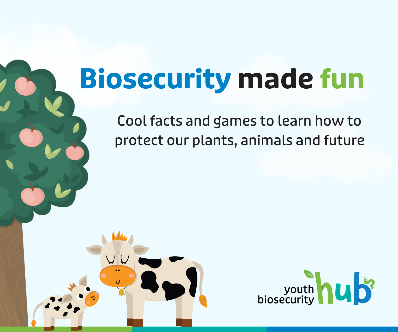 Biosecurity made fun
Cool facts and games to learn how to
protect our plants, animals and future
youth
biosecurity
hub